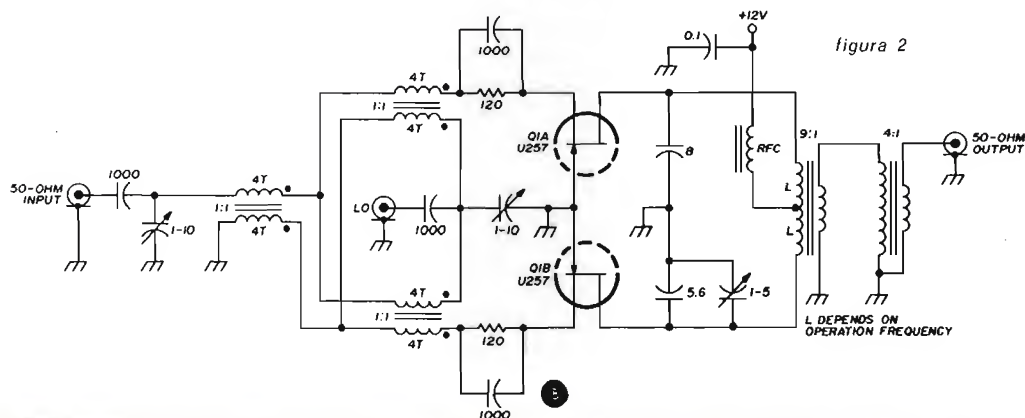 +12V
0.1
figura 2
1000
4T
1:1
4T
120
Q1A
U257
8
RFC
9:1
4:1
50-OHM
OUTPUT
50-OHM
INPUT
1000
1-10
4T
1:1
4T
LO
1000
1-10
L
L
Q1B
U257
5.6
1-5
4T
1:1
4T
120
1000
L DEPENDS ON
OPERATION FREQUENCY